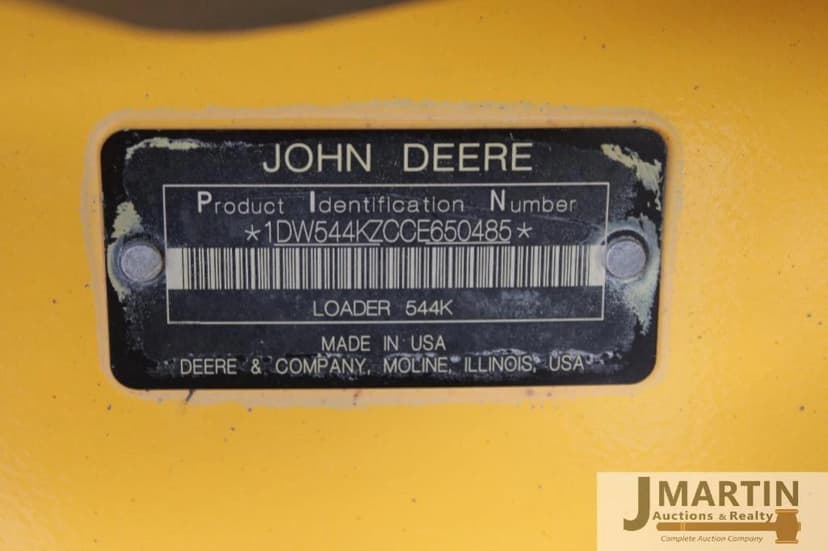 JOHN DEERE
Product Identification Number
*1DW544KZCCE650485*
LOADER 544K
MADE IN USA
DEERE & COMPANY, MOLINE, ILLINOIS, USA
J MARTIN
Auctions & Realty
Complete Auction Company